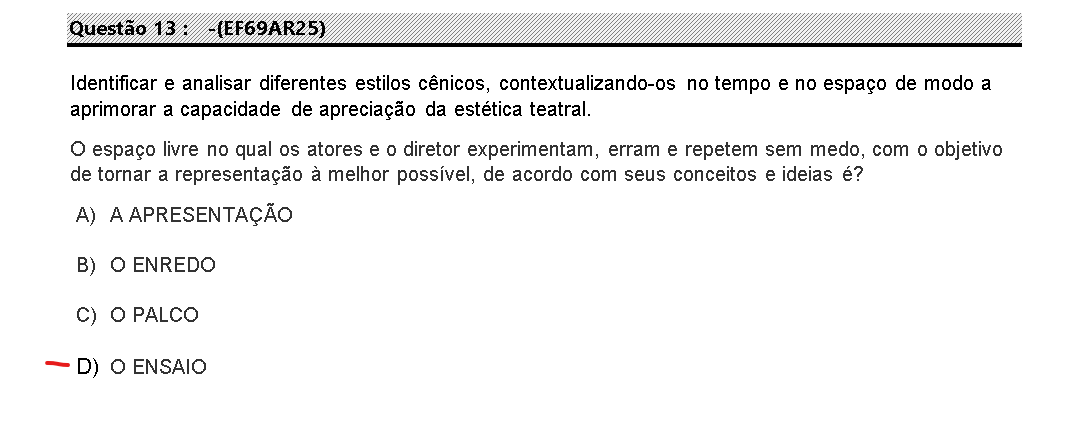 Questão 13 : -(EF69AR25)
Identificar e analisar diferentes estilos cênicos, contextualizando-os no tempo e no espaço de modo a
aprimorar a capacidade de apreciação da estética teatral.
O espaço livre no qual os atores e o diretor experimentam, erram e repetem sem medo, com o objetivo
de tornar a representação à melhor possível, de acordo com seus conceitos e ideias é?
A) A APRESENTAÇÃO
B) O ENREDO
C) O PALCO
D) O ENSAIO